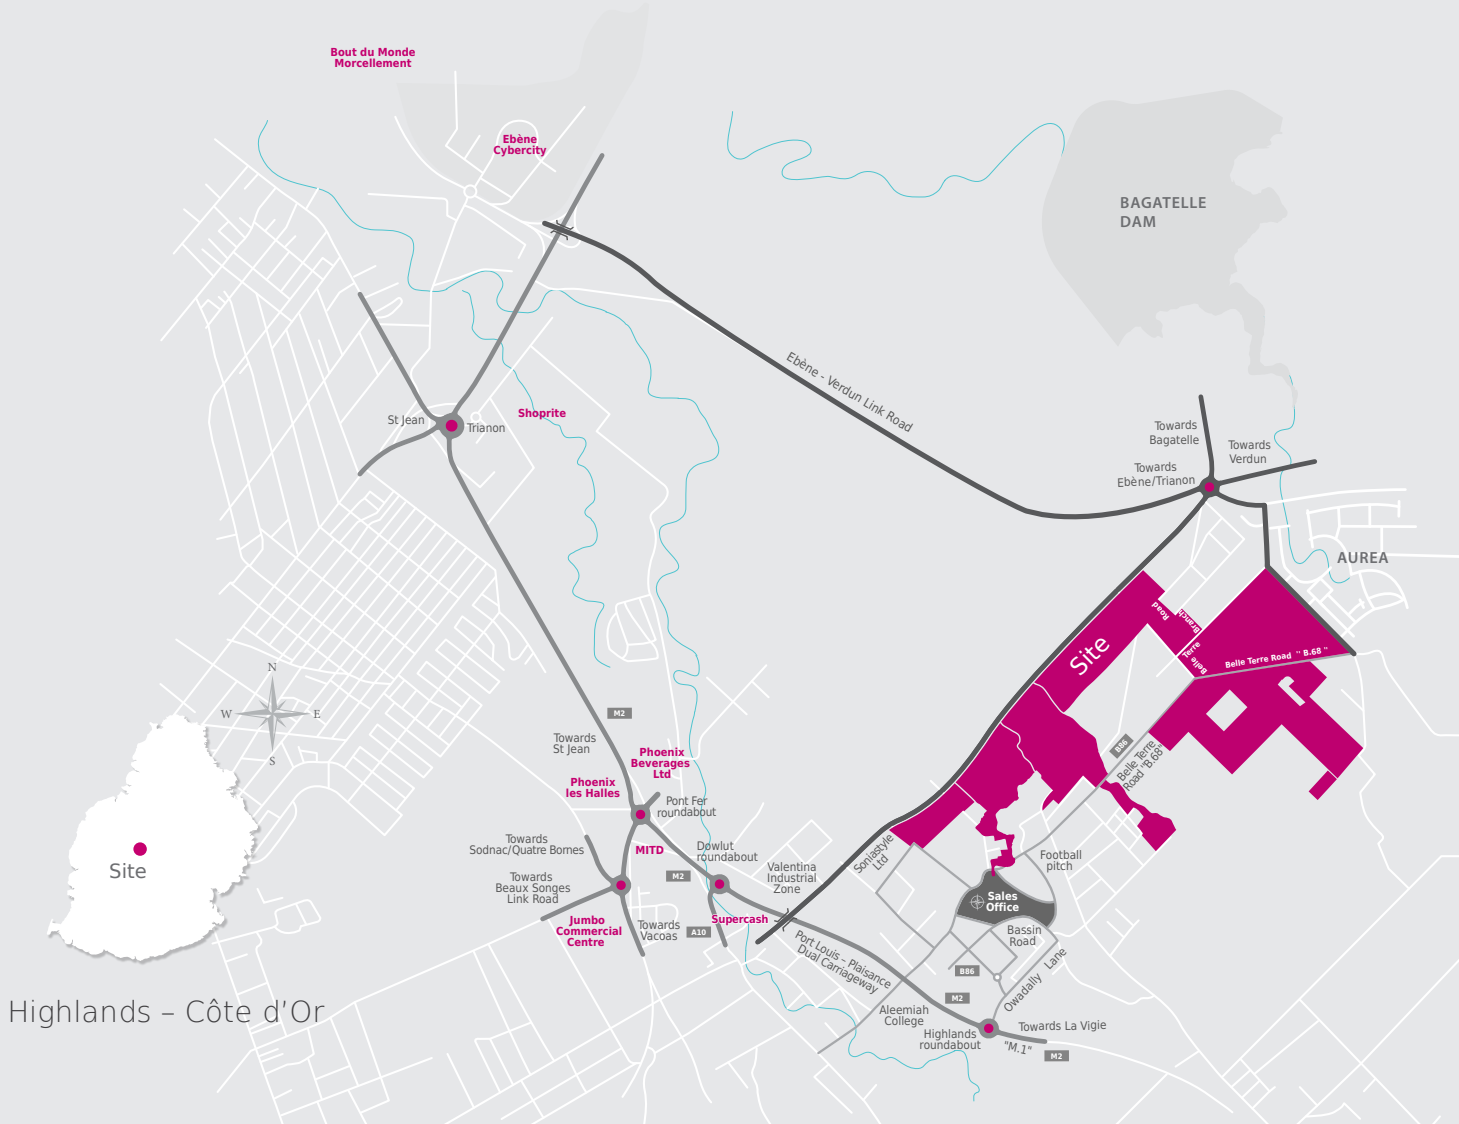 Bout du Monde
Morcellement
Ebène
Cybercity
BAGATELLE
DAM
Ebène - Verdun Link Road
St Jean
Trianon
Shoprite
Towards
Bagatelle
Towards
Verdun
Towards
Ebène/Trianon
AUREA
Site
Belle Terre
Branch
Road
Belle Terre Road " B.68 "
B86
Belle Terre
Road "B.68"
N
W
E
S
Site
Highlands – Côte d'Or
M2
Towards
St Jean
Phoenix
Beverages
Ltd
Phoenix
les Halles
Pont Fer
roundabout
Towards
Sodnac/Quatre Bornes
MITD
Dowlut
roundabout
M2
Towards
Beaux Songes
Link Road
Valentina
Industrial
Zone
Soniastyle
Ltd
Football
pitch
Sales
Office
Jumbo
Commercial
Centre
Towards
Vacoas
A10
Supercash
Port Louis – Plaisance
Dual Carriageway
Bassin
Road
B86
Owadally Lane
M2
Aleemiah
College
Highlands
roundabout
Towards La Vigie
"M.1"
M2